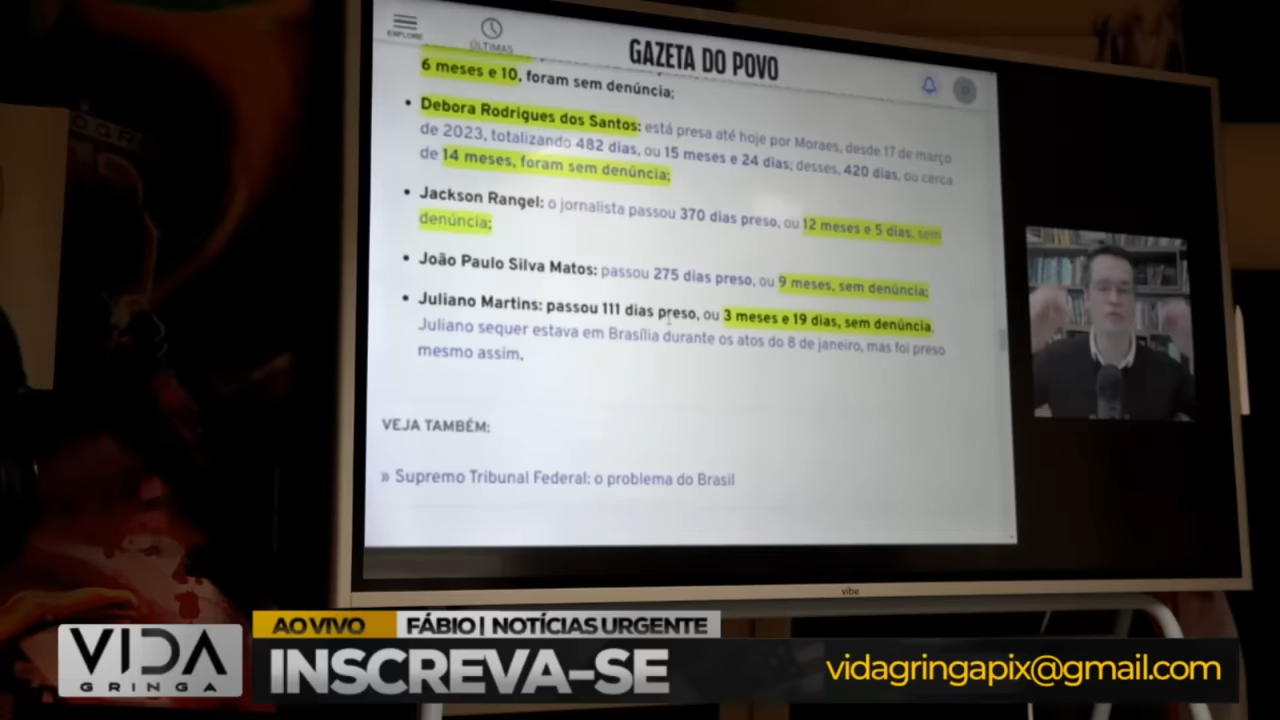 EXPLORE
ÚLTIMAS
GAZETA DO POVO
6 meses e 10, foram sem denúncia;
• Debora Rodrigues dos Santos: está presa até hoje por Moraes, desde 17 de março
de 2023, totalizando 482 dias, ou 15 meses e 24 dias; desses, 420 dias, ou cerca
de 14 meses, foram sem denúncia;
• Jackson Rangel: o jornalista passou 370 dias preso, ou 12 meses e 5 dias, sem
denúncia;
• João Paulo Silva Matos: passou 275 dias preso, ou 9 meses, sem denúncia;
• Juliano Martins: passou 111 dias preso, ou 3 meses e 19 dias, sem denúncia.
Juliano sequer estava em Brasília durante os atos do 8 de janeiro, mas foi preso
mesmo assim.
VEJA TAMBÉM:
» Supremo Tribunal Federal: o problema do Brasil
vibe
AO VIVO FÁBIO | NOTÍCIAS URGENTE
VIDA
GRINGA
INSCREVA-SE
vidagringapix@gmail.com